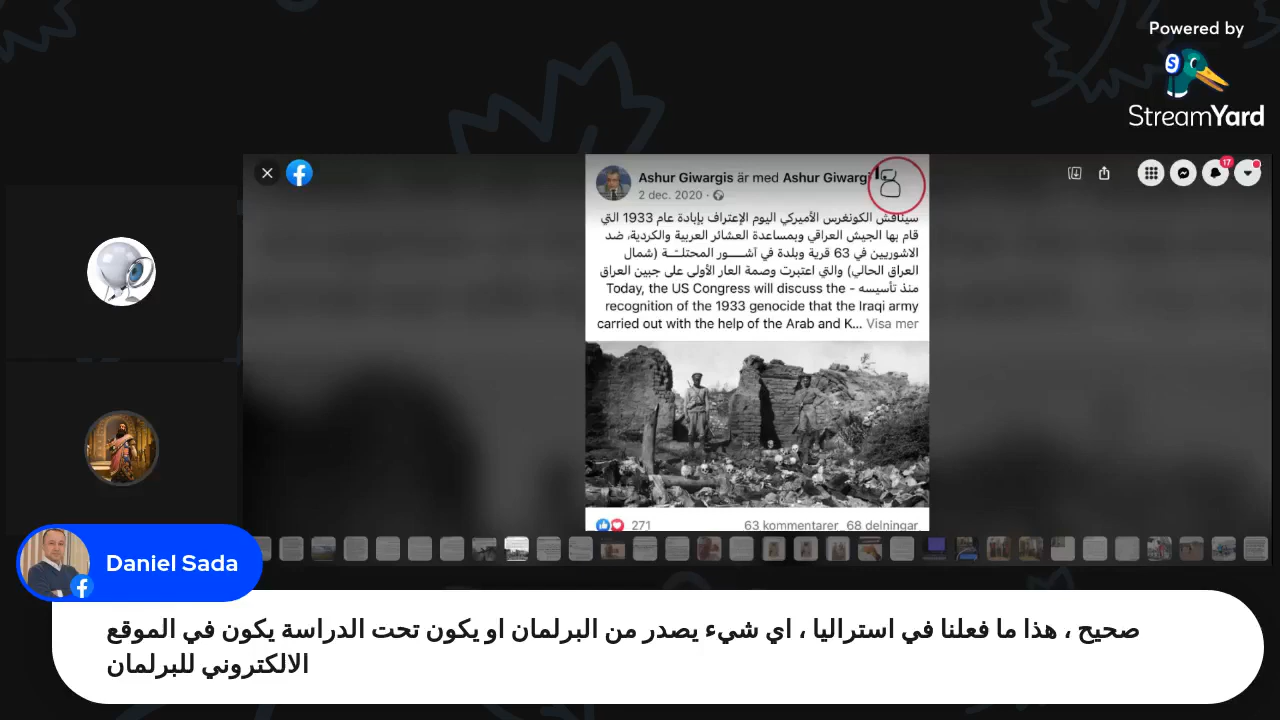 Powered by
StreamYard
Ashur Giwargis är med Ashur Giwargi
2 dec. 2020 ·
17
سيناقش الكونغرس الأميركي اليوم الإعتراف بإبادة عام 1933 التي
قام بها الجيش العراقي وبمساعدة العشائر العربية والكردية، ضد
الاشوريين في 63 قرية وبلدة في آشـــور المحتلـــة (شمال
العراق الحالي) والتي اعتبرت وصمة العار الأولى على جبين العراق
منذ تأسيسه - Today, the US Congress will discuss the
recognition of the 1933 genocide that the Iraqi army
carried out with the help of the Arab and K... Visa mer
271 63 kommentarer 68 delningar
Daniel Sada
صحيح ، هذا ما فعلنا في استراليا ، اي شيء يصدر من البرلمان او يكون تحت الدراسة يكون في الموقع
الالكتروني للبرلمان